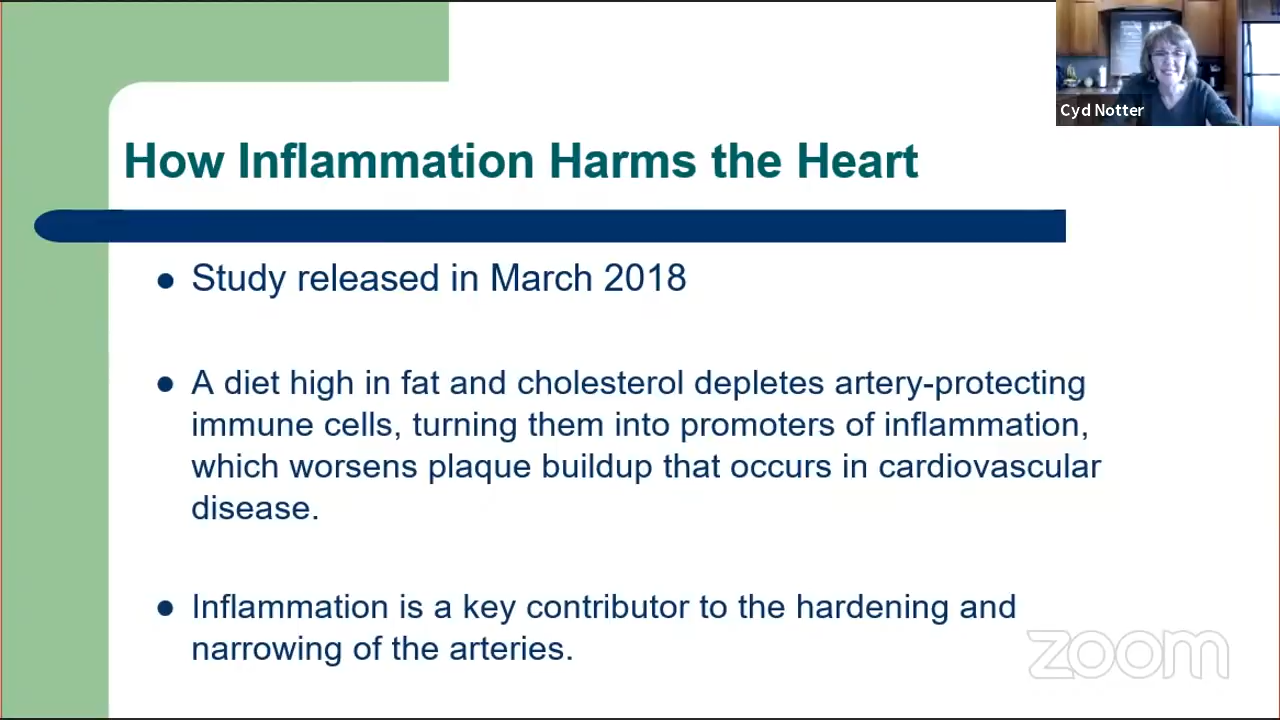 Cyd Notter
How Inflammation Harms the Heart
Study released in March 2018
A diet high in fat and cholesterol depletes artery-protecting
immune cells, turning them into promoters of inflammation,
which worsens plaque buildup that occurs in cardiovascular
disease.
Inflammation is a key contributor to the hardening and
narrowing of the arteries.
zoom